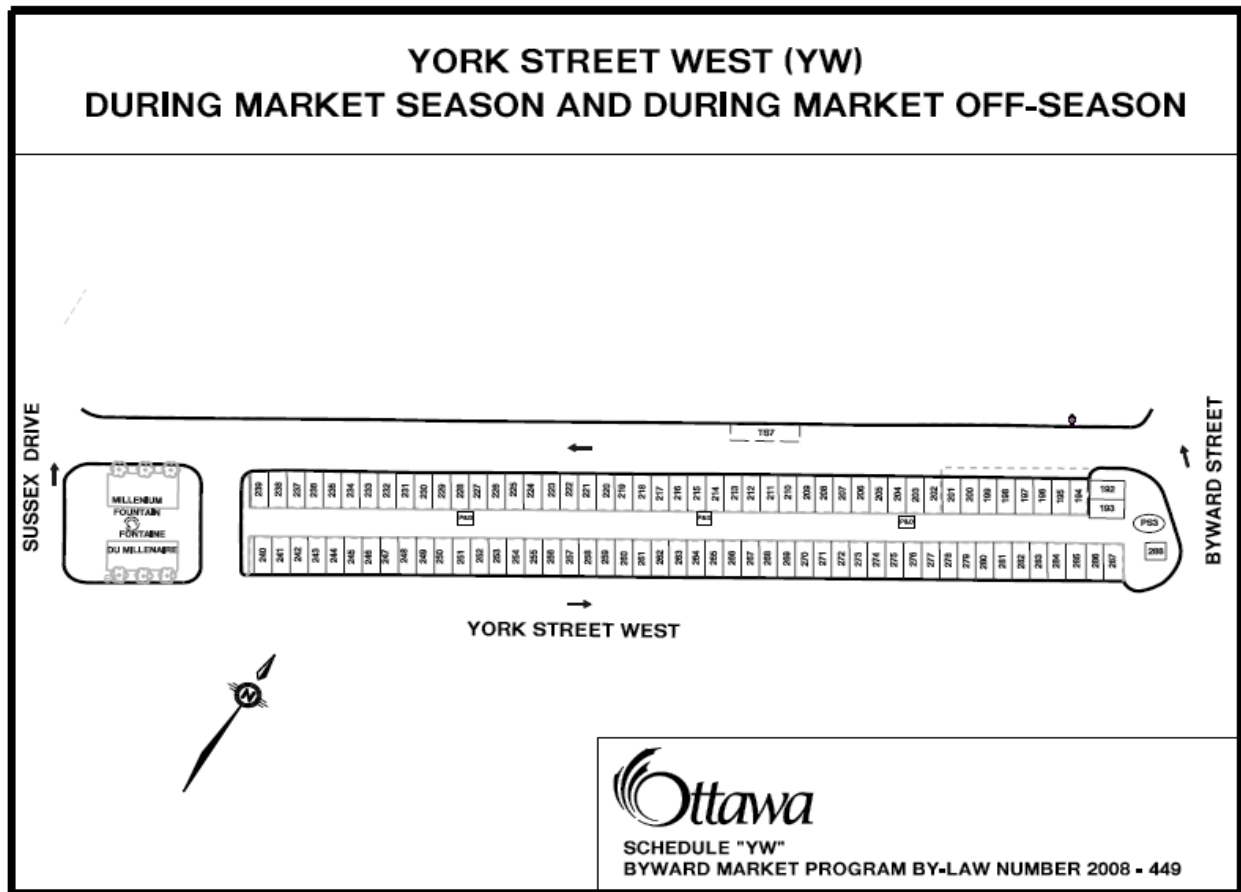 YORK STREET WEST (YW)
DURING MARKET SEASON AND DURING MARKET OFF-SEASON
SUSSEX DRIVE
BYWARD STREET
TS7
239 238 237 236 235 234 233 232 231 230 229 228 227 226 225 224 223 222 221 220 219 218 217 216 215 214 213 212 211 210 209 208 207 206 205 204 203 202 201 200 199 198 197 196 195 194
192
193
MILLENIUM
FOUNTAIN
FONTAINE
DU MILLENAIRE
P&D P&D P&D
PS3
288
240 241 242 243 244 245 246 247 248 249 250 251 252 253 254 255 256 257 258 259 260 261 262 263 264 265 266 267 268 269 270 271 272 273 274 275 276 277 278 279 280 281 282 283 284 285 286 287
YORK STREET WEST
N
Ottawa
SCHEDULE "YW"
BYWARD MARKET PROGRAM BY-LAW NUMBER 2008 - 449